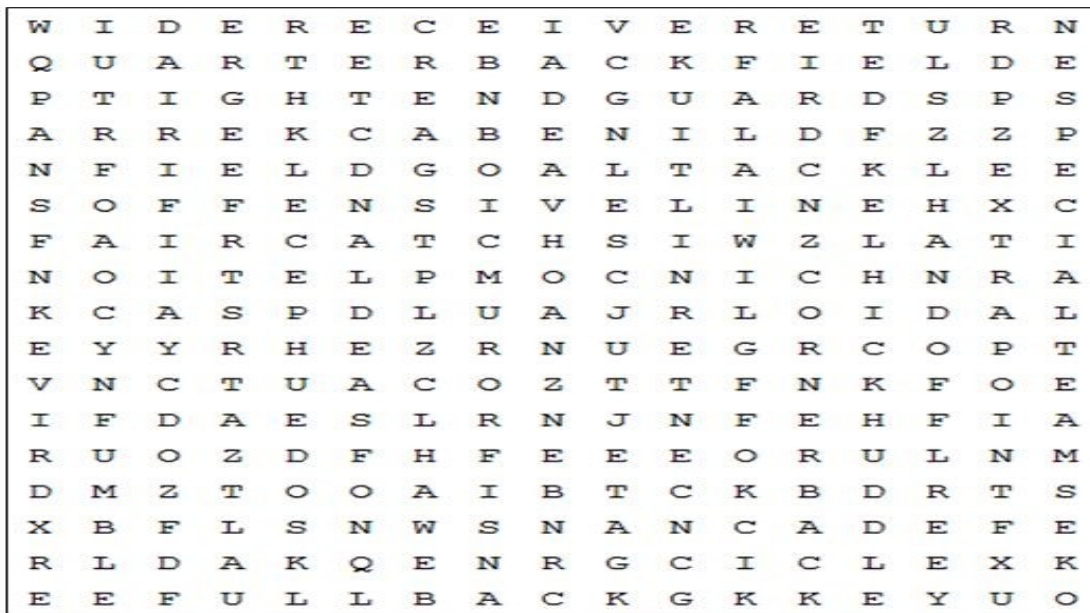 W I D E R E C E I V E R E T U R N
Q U A R T E R B A C K F I E L D E
P T I G H T E N D G U A R D S P S
A R R E K C A B E N I L D F Z Z P
N F I E L D G O A L T A C K L E E
S O F F E N S I V E L I N E H X C
F A I R C A T C H S I W Z L A T I
N O I T E L P M O C N I C H N R A
K C A S P D L U A J R L O I D A L
E Y Y R H E Z R N U E G R C O P T
V N C T U A C O Z T T F N K F O E
I F D A E S L R N J N F E H F I A
R U O Z D F H F E E E O R U L N M
D M Z T O O A I B T C K B D R T S
X B F L S N W S N A N C A D E F E
R L D A K Q E N R G C I C L E X K
E E F U L L B A C K G K K E Y U O